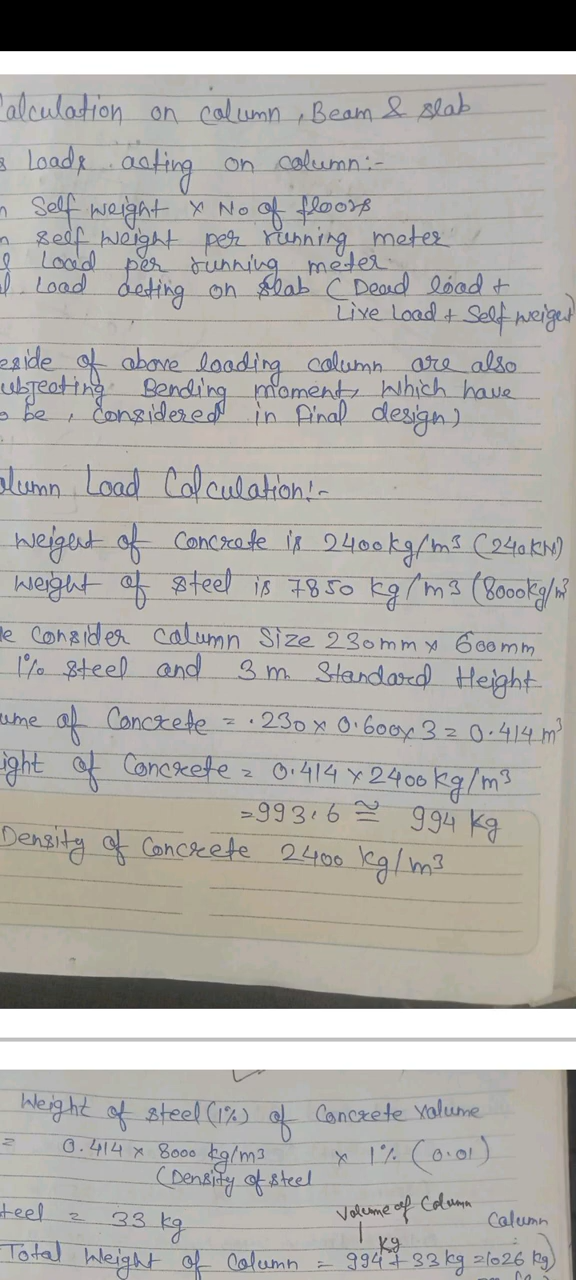 Calculation on column, Beam & slab
s Loads acting on column:-
n Self weight × No of floors
n self weight per running meter
l Load per running meter
l Load acting on slab (Dead load +
Live Load + Self weight)
eside of above loading column are also
ubjecting Bending moment, which have
o be, considered in final design)
olumn Load Calculation:-
weight of Concrete is 2400kg/m³ (240KN)
weight of steel is 7850 kg/m3 (8000kg/m³
e consider column size 230mm × 600mm
1% steel and 3m Standard Height
ume of Concrete = .230 × 0.600 × 3 = 0.414 m³
ight of Concrete = 0.414 × 2400 kg/m³
=993.6 ≅ 994 kg
Density of Concrete 2400 kg/m3
Weight of steel (1%) of Concrete volume
= 0.414 × 8000 kg/m3 × 1% (0.01)
(Density of steel
teel = 33 kg
Volume of Column
Calumn
Total Weight of Column = 994 kg + 33 kg =1026 kg)